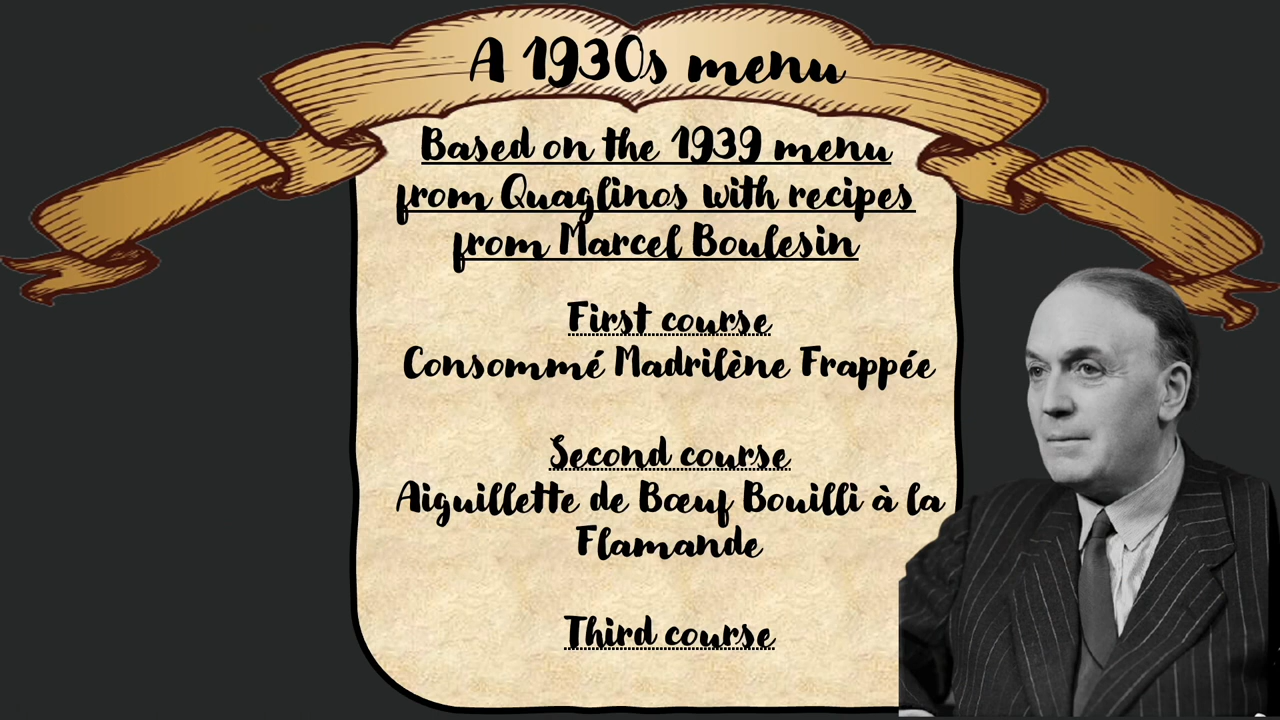 A 1930s menu
Based on the 1939 menu
from Quaglinos with recipes
from Marcel Boulesin
First course
Consommé Madrilène Frappée
Second course
Aiguillette de Bœuf Bouilli à la
Flamande
Third course